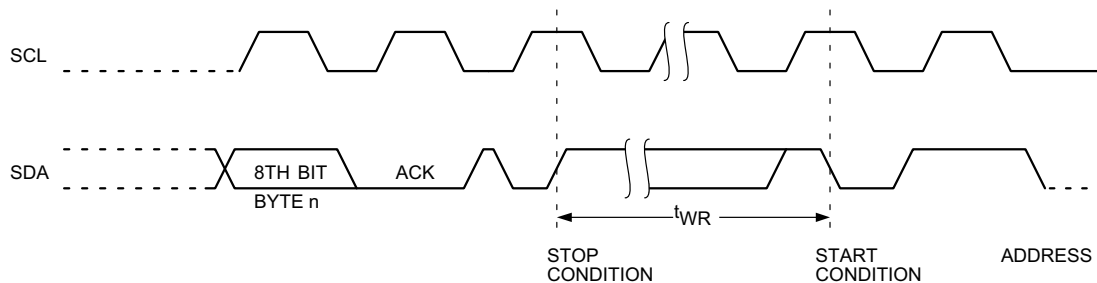 SCL
SDA
8TH BIT
ACK
BYTE n
tWR
STOP
CONDITION
START
CONDITION
ADDRESS